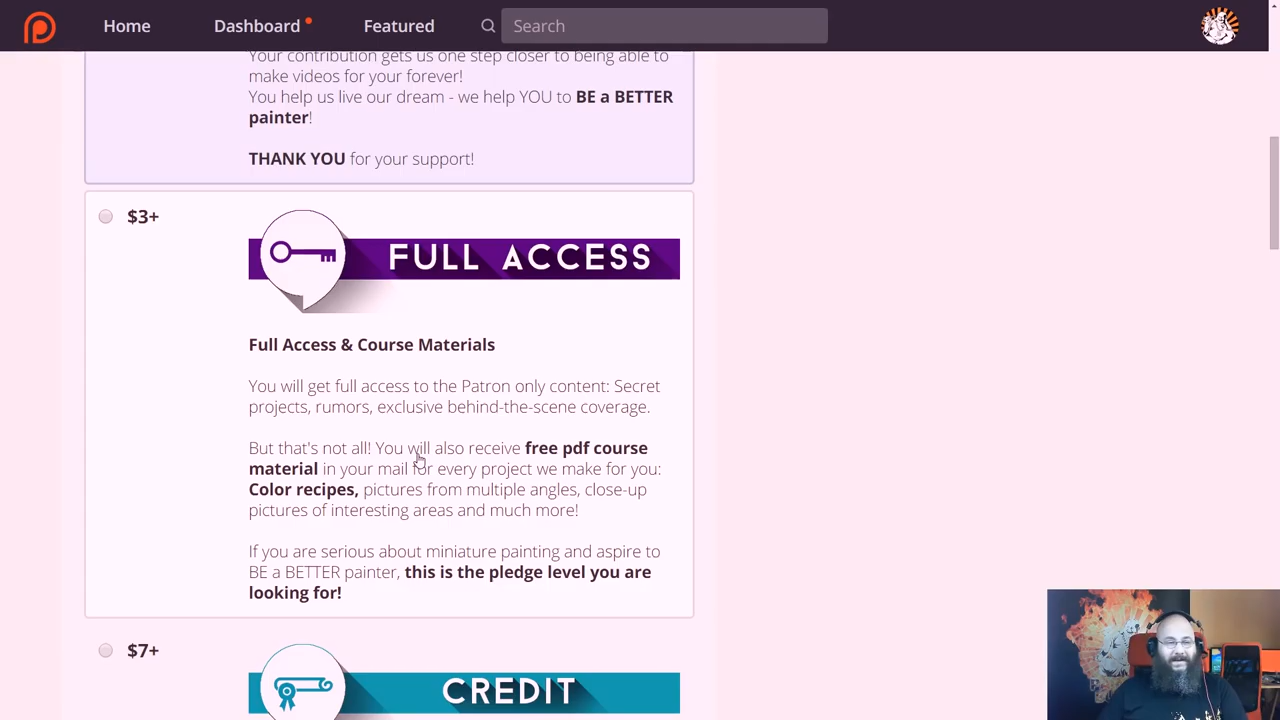 Home
Dashboard
Featured
Search
Your contribution gets us one step closer to being able to
make videos for your forever!
You help us live our dream - we help YOU to BE a BETTER
painter!
THANK YOU for your support!
$3+
FULL ACCESS
Full Access & Course Materials
You will get full access to the Patron only content: Secret
projects, rumors, exclusive behind-the-scene coverage.
But that's not all! You will also receive free pdf course
material in your mail for every project we make for you:
Color recipes, pictures from multiple angles, close-up
pictures of interesting areas and much more!
If you are serious about miniature painting and aspire to
BE a BETTER painter, this is the pledge level you are
looking for!
$7+
CREDIT